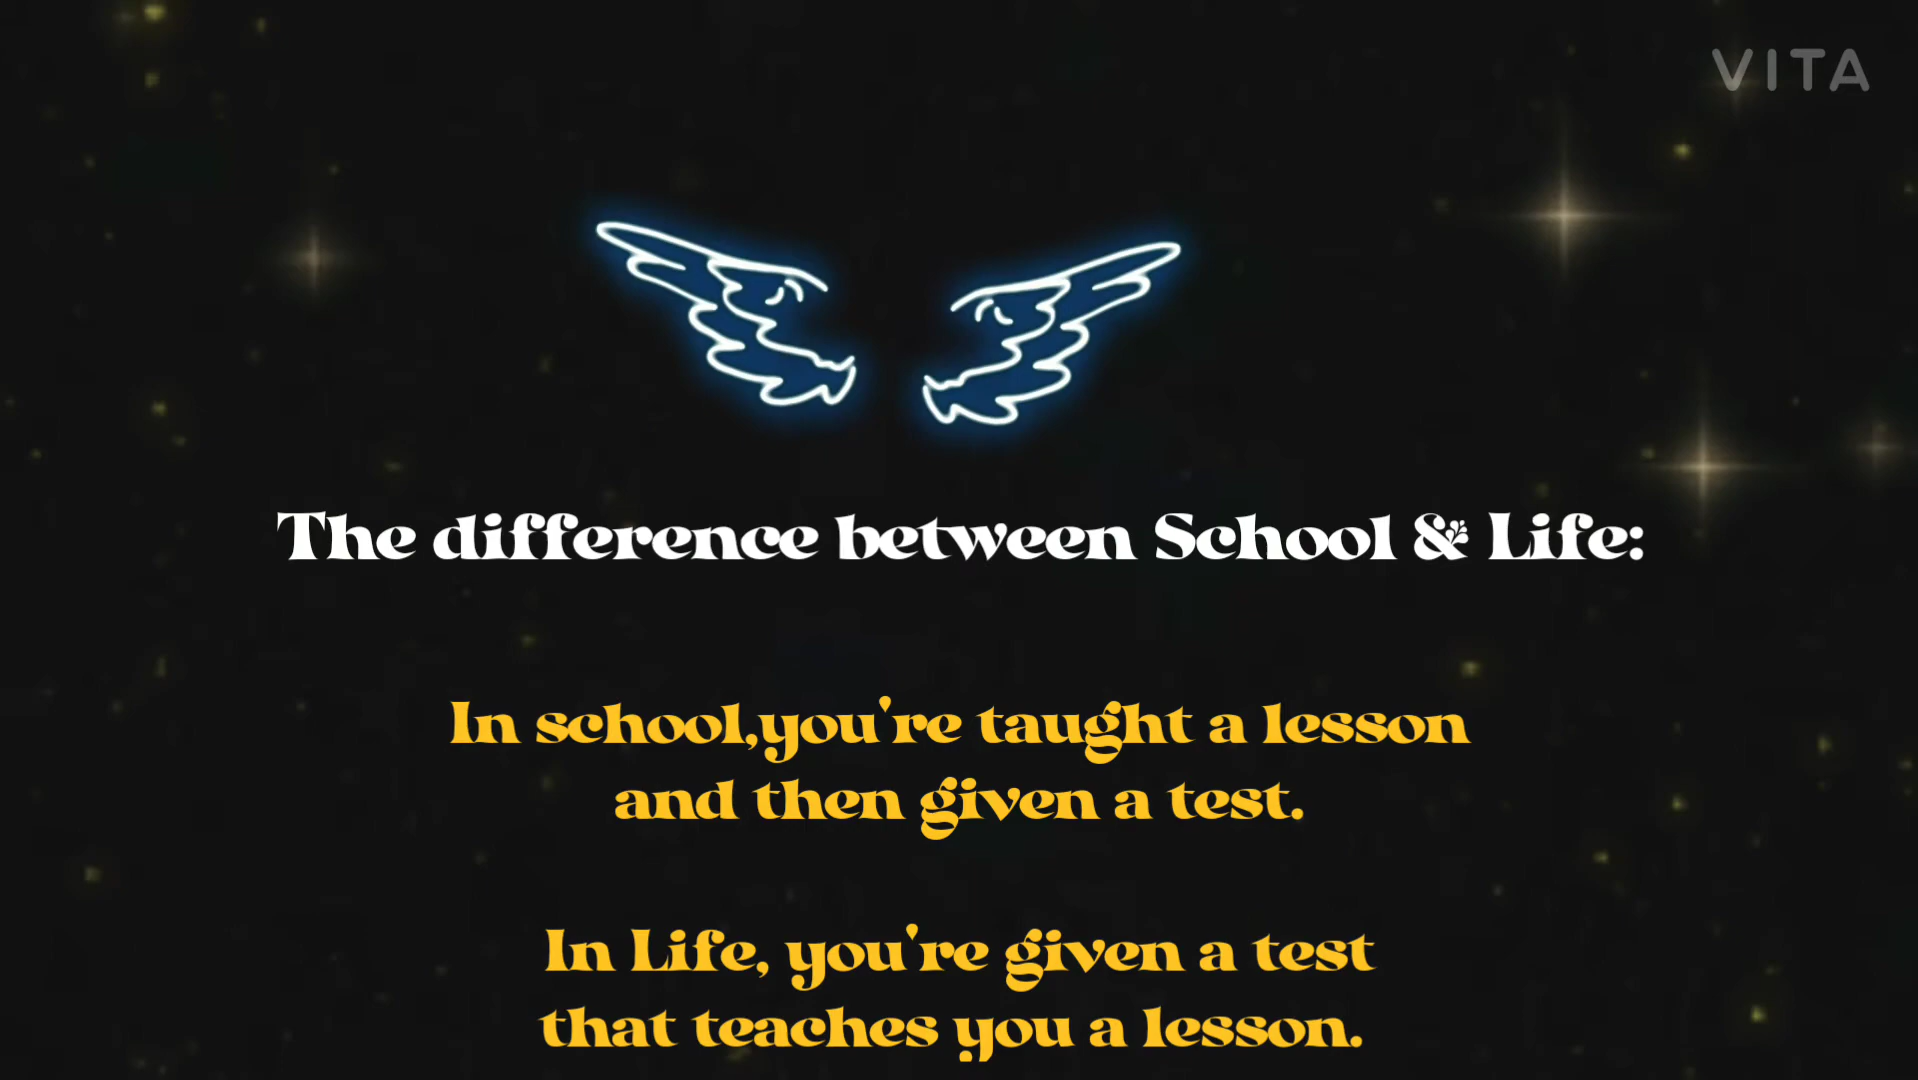 VITA
The difference between School & Life:
In school,you're taught a lesson
and then given a test.
In Life, you're given a test
that teaches you a lesson.